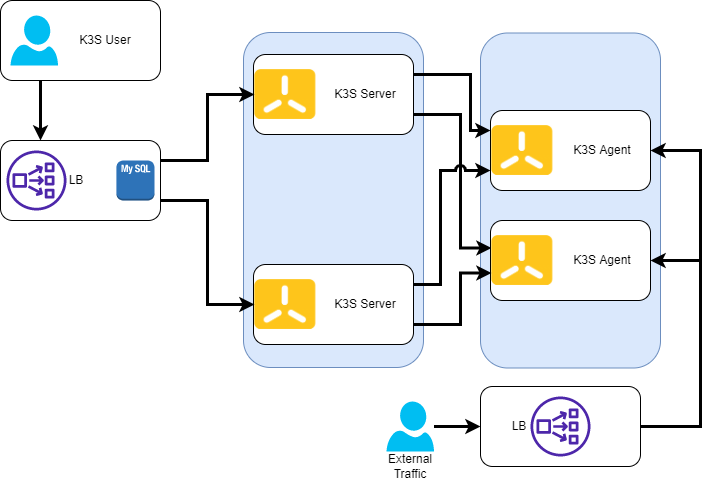 K3S User
LB
My SQL
K3S Server
K3S Server
K3S Agent
K3S Agent
LB
External
Traffic